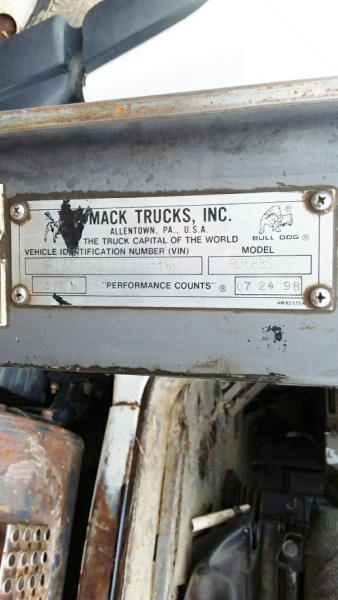 MACK TRUCKS, INC.
ALLENTOWN, PA., U.S.A.
THE TRUCK CAPITAL OF THE WORLD
BULL DOG ®
VEHICLE IDENTIFICATION NUMBER (VIN) MODEL
RD688S
"PERFORMANCE COUNTS" ® 07 24 98